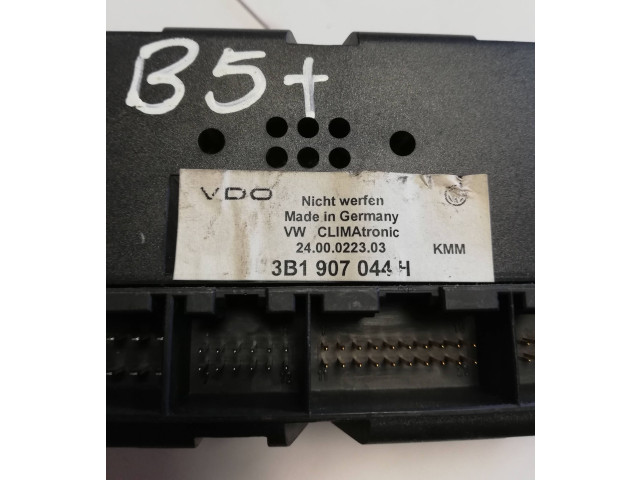 B5+
VDO
Nicht werfen
Made in Germany
VW CLIMAtronic
24.00.0223.03
KMM
3B1 907 044 H